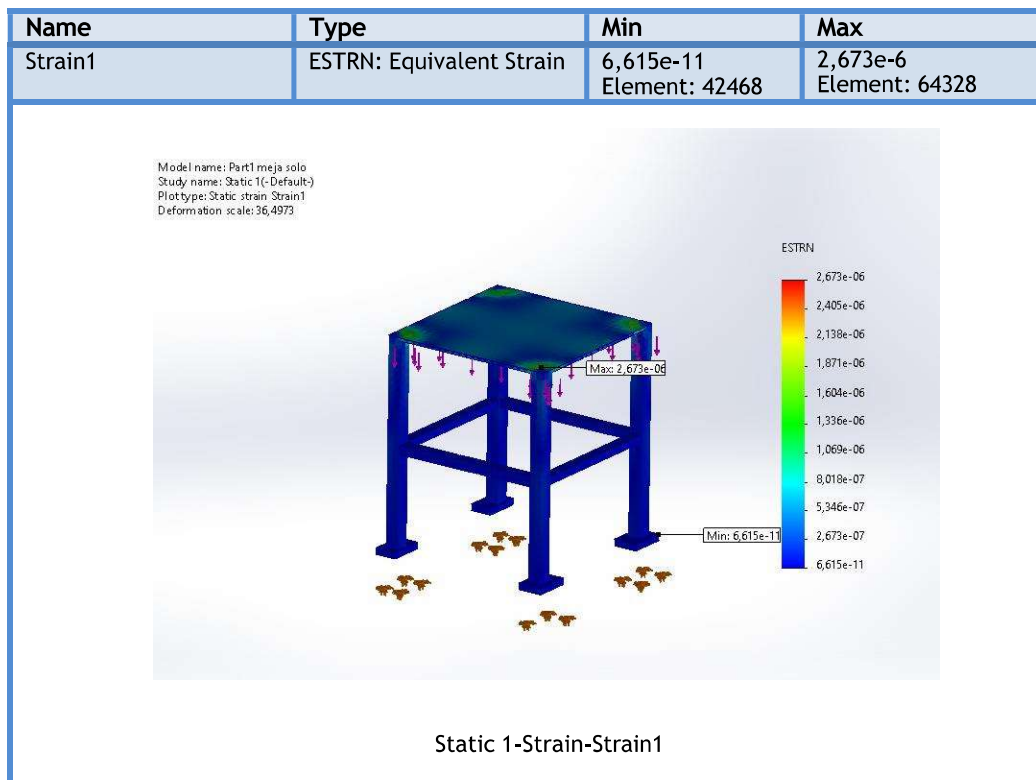 Name Type Min Max
Strain1 ESTRN: Equivalent Strain 6,615e-11 2,673e-6
Element: 42468 Element: 64328
Model name: Part1 meja solo
Study name: Static 1(-Default-)
Plot type: Static strain Strain1
Deformation scale: 36,4973
ESTRN
2,673e-06
2,405e-06
2,138e-06
1,871e-06
1,604e-06
1,336e-06
1,069e-06
8,018e-07
5,346e-07
2,673e-07
6,615e-11
Max: 2,673e-06
Min: 6,615e-11
Static 1-Strain-Strain1